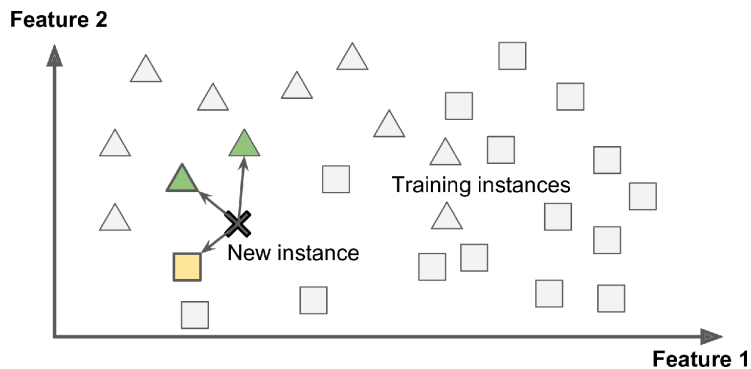 Feature 2
Training instances
New instance
Feature 1